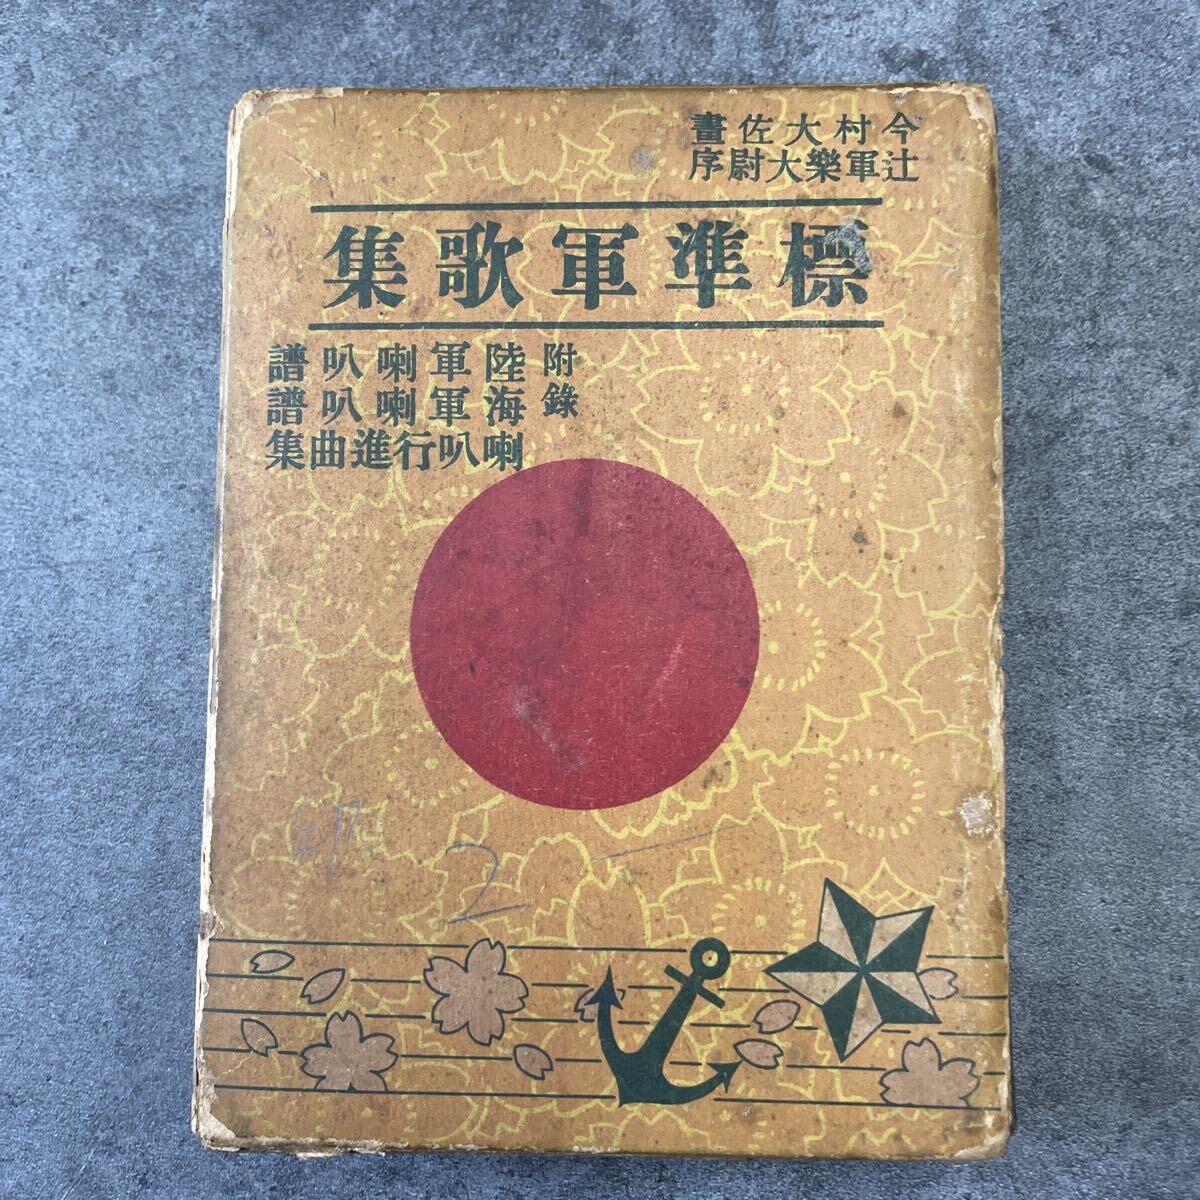 今村大佐畫
辻軍樂大尉序
標準軍歌集
附錄
陸軍喇叭譜
海軍喇叭譜
喇叭行進曲集
2